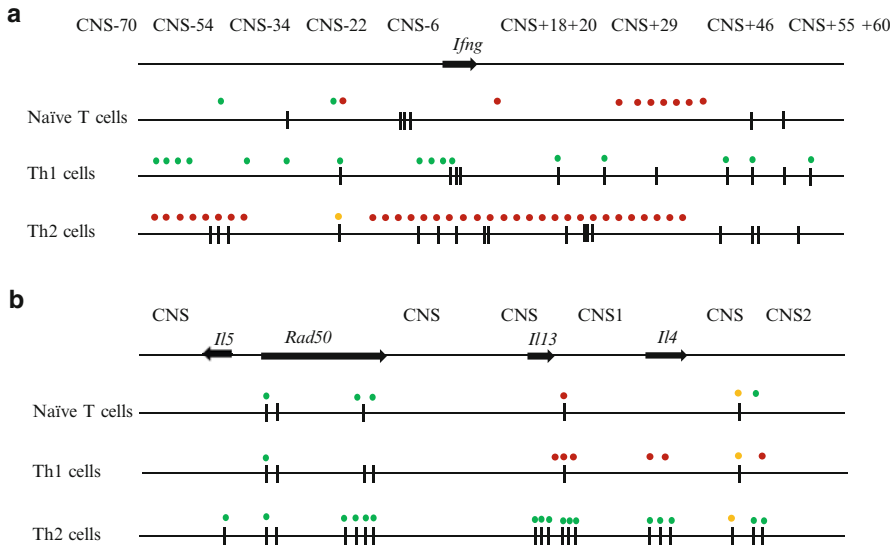 a
CNS-70 CNS-54 CNS-34 CNS-22 CNS-6 CNS+18+20 CNS+29 CNS+46 CNS+55 +60
Ifng
Naïve T cells
Th1 cells
Th2 cells
b
CNS CNS CNS CNS1 CNS CNS2
Il5 Rad50 Il13 Il4
Naïve T cells
Th1 cells
Th2 cells